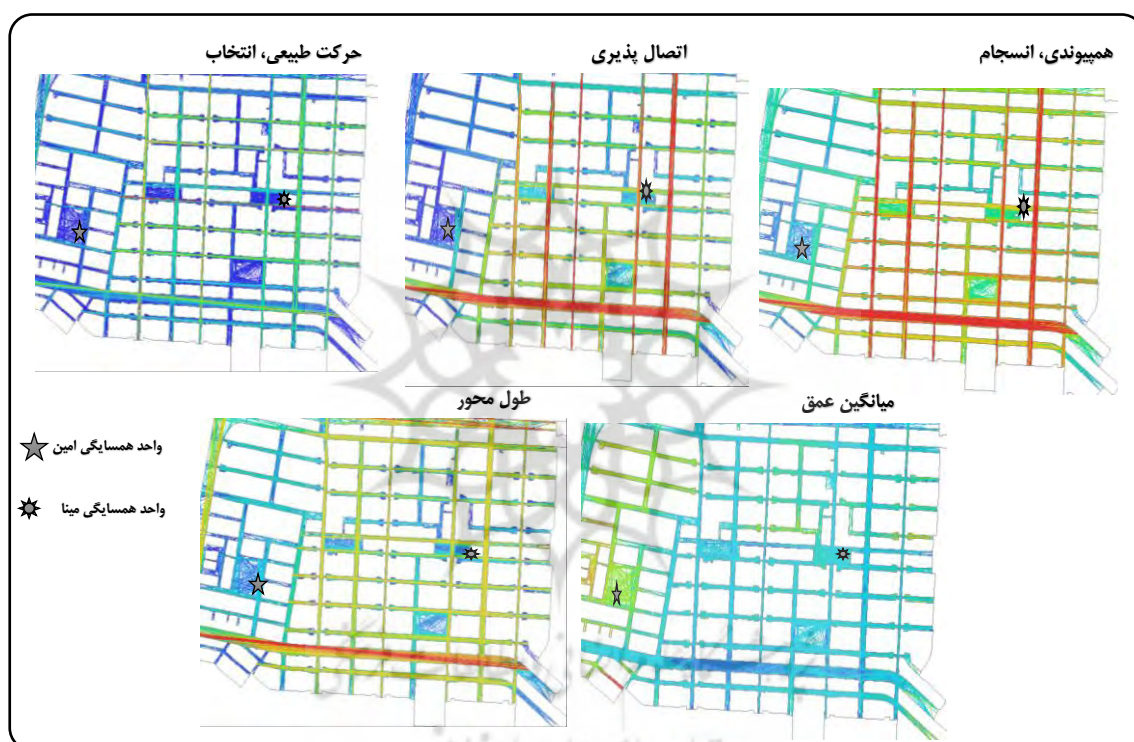 همپیوندی، انسجام
اتصال پذیری
حرکت طبیعی، انتخاب
میانگین عمق
طول محور
واحد همسایگی امین
واحد همسایگی مینا